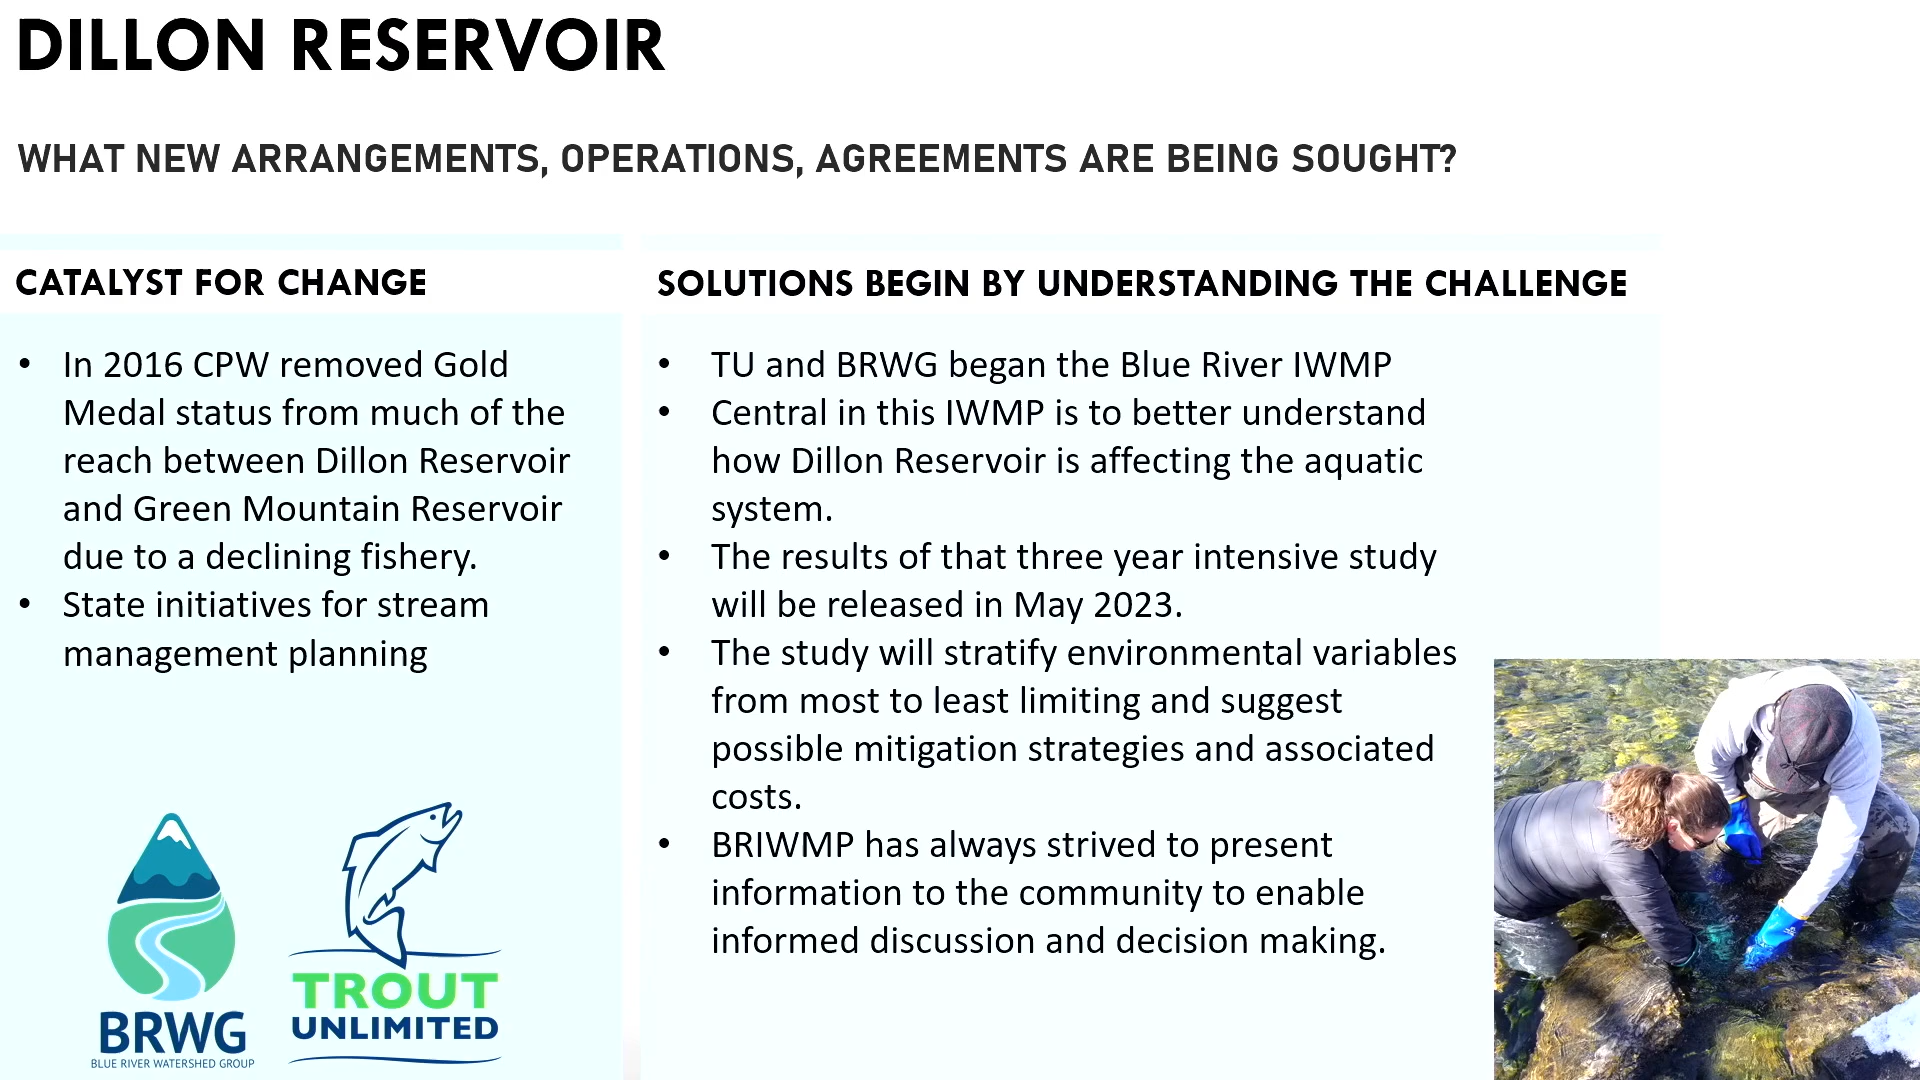 DILLON RESERVOIR
WHAT NEW ARRANGEMENTS, OPERATIONS, AGREEMENTS ARE BEING SOUGHT?
CATALYST FOR CHANGE
• In 2016 CPW removed Gold
Medal status from much of the
reach between Dillon Reservoir
and Green Mountain Reservoir
due to a declining fishery.
• State initiatives for stream
management planning
BRWG
BLUE RIVER WATERSHED GROUP
TROUT
UNLIMITED
SOLUTIONS BEGIN BY UNDERSTANDING THE CHALLENGE
• TU and BRWG began the Blue River IWMP
• Central in this IWMP is to better understand
how Dillon Reservoir is affecting the aquatic
system.
• The results of that three year intensive study
will be released in May 2023.
• The study will stratify environmental variables
from most to least limiting and suggest
possible mitigation strategies and associated
costs.
• BRIWMP has always strived to present
information to the community to enable
informed discussion and decision making.